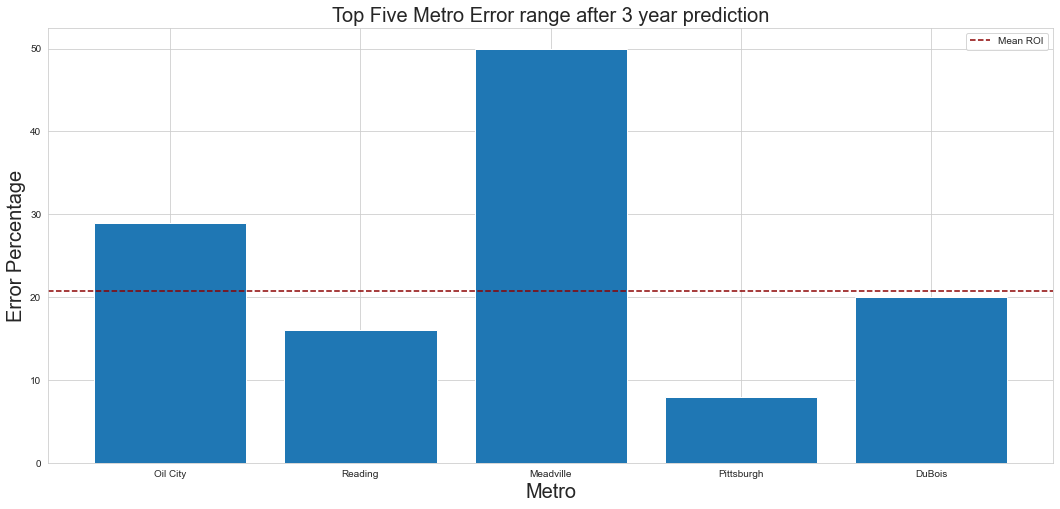 Top Five Metro Error range after 3 year prediction
Mean ROI
Error Percentage
50
40
30
20
10
0
Oil City Reading Meadville Pittsburgh DuBois
Metro